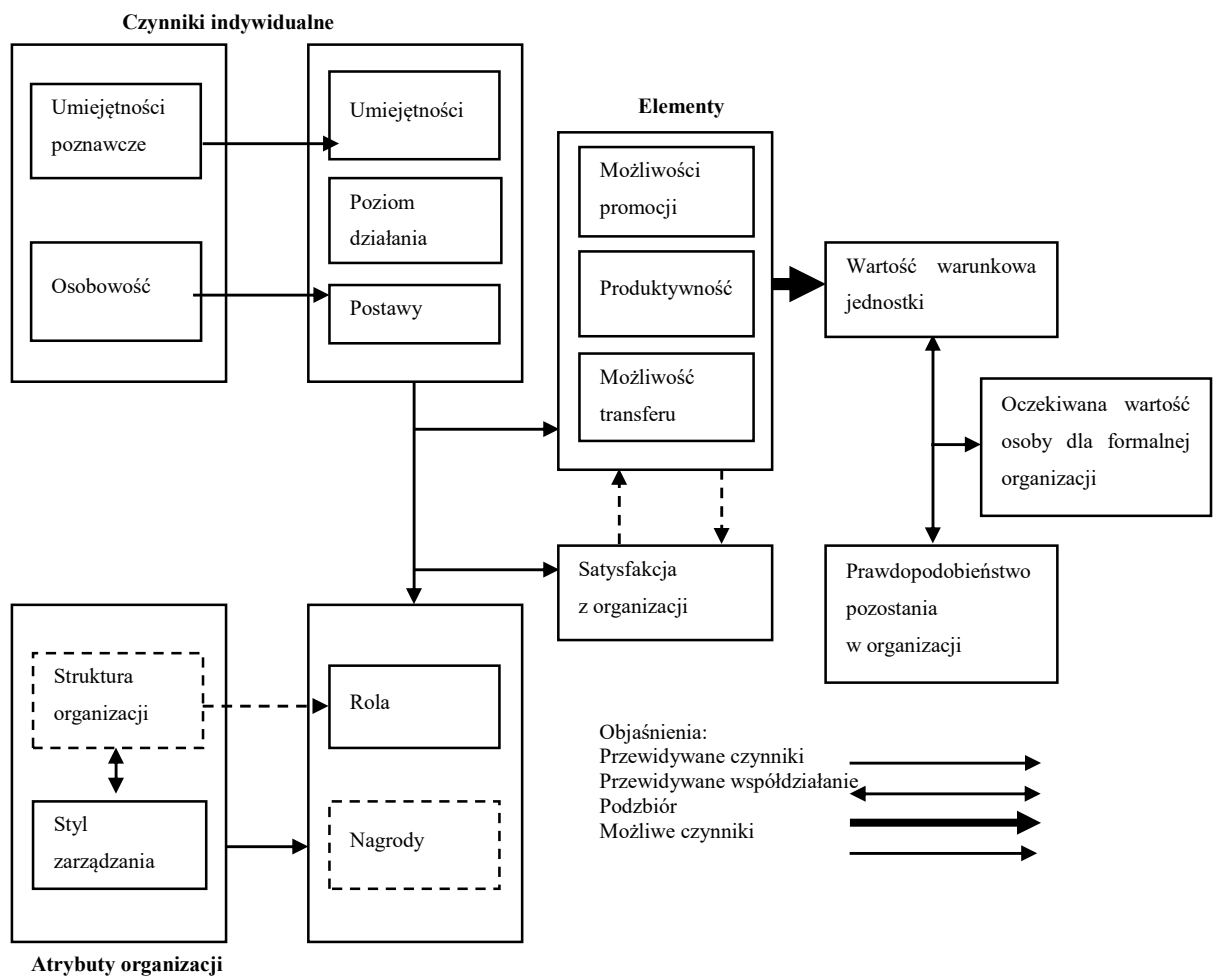 Czynniki indywidualne
Umiejętności
poznawcze
Osobowość
Umiejętności
Poziom
działania
Postawy
Elementy
Możliwości
promocji
Produktywność
Możliwość
transferu
Wartość warunkowa
jednostki
Oczekiwana wartość
osoby dla formalnej
organizacji
Satysfakcja
z organizacji
Prawdopodobieństwo
pozostania
w organizacji
Struktura
organizacji
Styl
zarządzania
Rola
Nagrody
Objaśnienia:
Przewidywane czynniki
Przewidywane współdziałanie
Podzbiór
Możliwe czynniki
Atrybuty organizacji